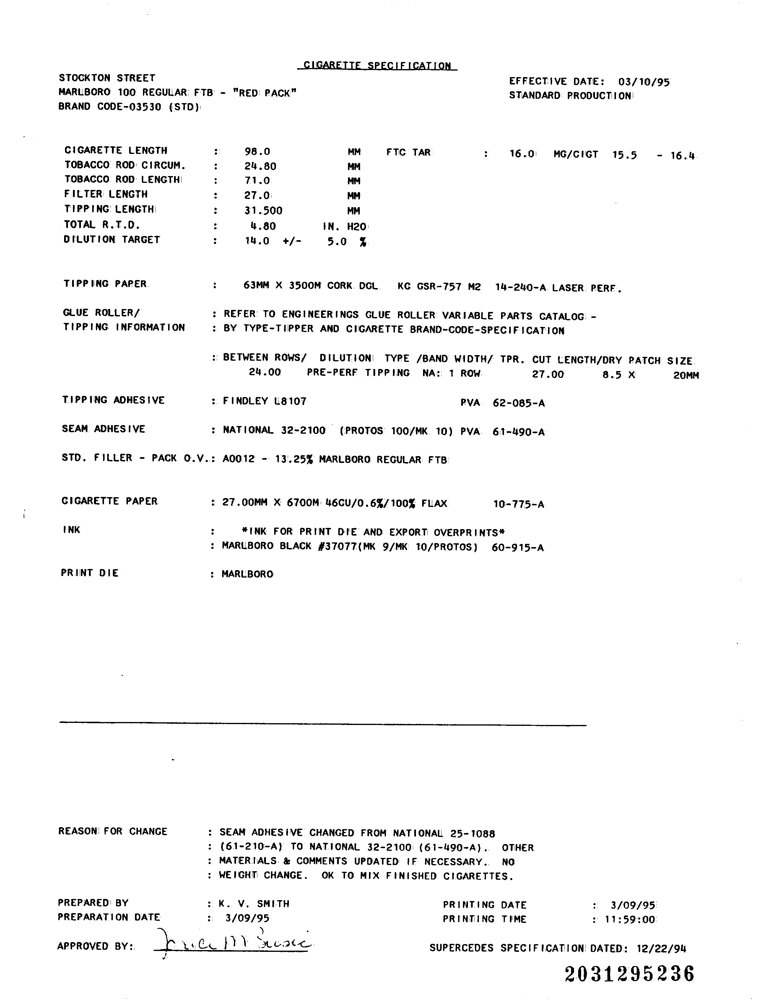 CIGARETTE SPECIFICATION
STOCKTON STREET
EFFECTIVE DATE: 03/10/95
MARLBORO 100 REGULAR FTB - "RED PACK"
STANDARD PRODUCTION
BRAND CODE-03530 (STD)
CIGARETTE LENGTH : 98.0 MM FTC TAR : 16.0 MG/CIGT 15.5 - 16.4
TOBACCO ROD CIRCUM. : 24.80 MM
TOBACCO ROD LENGTH : 71.0 MM
FILTER LENGTH : 27.0 MM
TIPPING LENGTH : 31.500 MM
TOTAL R.T.D. : 4.80 IN. H2O
DILUTION TARGET : 14.0 +/- 5.0 %
TIPPING PAPER : 63MM X 3500M CORK DGL KC GSR-757 M2 14-240-A LASER PERF.
GLUE ROLLER/ : REFER TO ENGINEERINGS GLUE ROLLER VARIABLE PARTS CATALOG -
TIPPING INFORMATION : BY TYPE-TIPPER AND CIGARETTE BRAND-CODE-SPECIFICATION
: BETWEEN ROWS/ DILUTION TYPE /BAND WIDTH/ TPR. CUT LENGTH/DRY PATCH SIZE
24.00 PRE-PERF TIPPING NA: 1 ROW 27.00 8.5 X 20MM
TIPPING ADHESIVE : FINDLEY L8107 PVA 62-085-A
SEAM ADHESIVE : NATIONAL 32-2100 (PROTOS 100/MK 10) PVA 61-490-A
STD. FILLER - PACK O.V.: A0012 - 13.25% MARLBORO REGULAR FTB
CIGARETTE PAPER : 27.00MM X 6700M 46CU/0.6%/100% FLAX 10-775-A
INK : *INK FOR PRINT DIE AND EXPORT OVERPRINTS*
: MARLBORO BLACK #37077(MK 9/MK 10/PROTOS) 60-915-A
PRINT DIE : MARLBORO
REASON FOR CHANGE : SEAM ADHESIVE CHANGED FROM NATIONAL 25-1088
: (61-210-A) TO NATIONAL 32-2100 (61-490-A). OTHER
: MATERIALS & COMMENTS UPDATED IF NECESSARY. NO
: WEIGHT CHANGE. OK TO MIX FINISHED CIGARETTES.
PREPARED BY : K. V. SMITH PRINTING DATE : 3/09/95
PREPARATION DATE : 3/09/95 PRINTING TIME : 11:59:00
APPROVED BY:
SUPERCEDES SPECIFICATION DATED: 12/22/94
2031295236